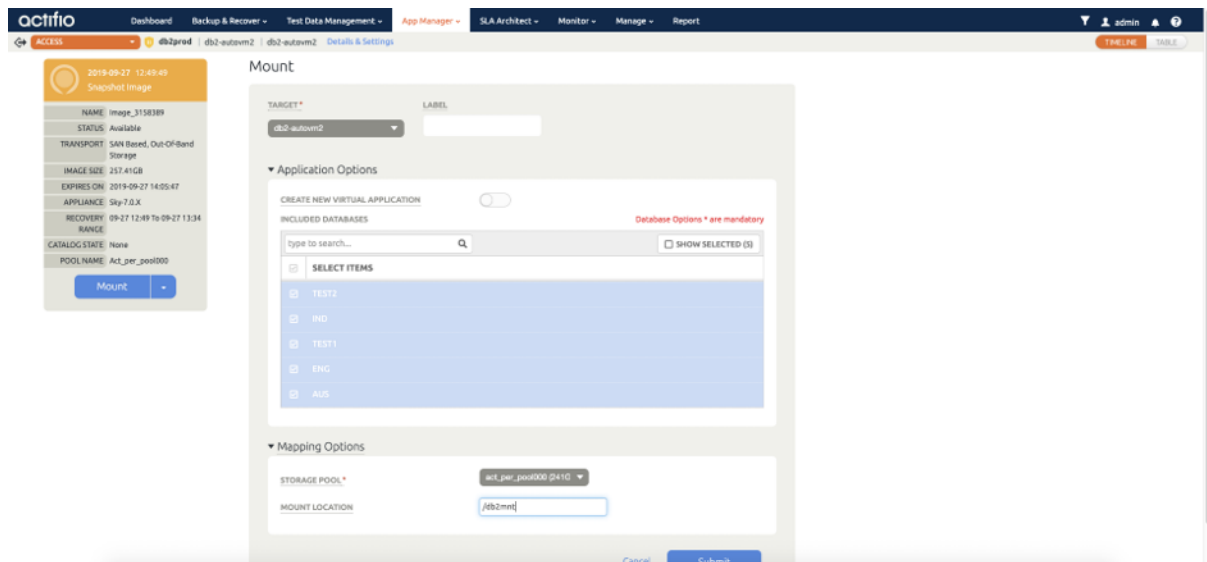 actifio Dashboard Backup & Recover Test Data Management App Manager SLA Architect Monitor Manage Report admin
ACCESS db2prod db2-autovm2 db2-autovm2 Details & Settings TIMELINE TABLE
Mount
2019-09-27 12:49:49
Snapshot Image
NAME Image_3158389
STATUS Available
TRANSPORT SAN Based, Out-Of-Band
Storage
IMAGE SIZE 257.41GB
EXPIRES ON 2019-09-27 14:05:47
APPLIANCE Sky-7.0.X
RECOVERY RANGE 09-27 12:49 To 09-27 13:34
CATALOG STATE None
POOL NAME Act_per_pool000
Mount
TARGET* LABEL
db2-autovm2
Application Options
CREATE NEW VIRTUAL APPLICATION
INCLUDED DATABASES Database Options * are mandatory
type to search... SHOW SELECTED (5)
SELECT ITEMS
TEST2
IND
TEST1
ENG
AUS
Mapping Options
STORAGE POOL* act_per_pool000
MOUNT LOCATION /db2mnt
Cancel Submit